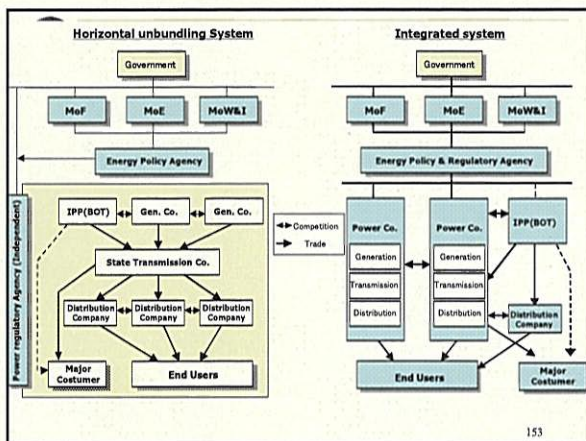 Horizontal unbundling System
Government
MoF
MoE
MoW&I
Energy Policy Agency
Power regulatory Agency (Independent)
IPP(BOT)
Gen. Co.
Gen. Co.
State Transmission Co.
Distribution
Company
Distribution
Company
Distribution
Company
Major
Costumer
End Users
Competition
Trade
Integrated system
Government
MoF
MoE
MoW&I
Energy Policy & Regulatory Agency
Power Co.
Generation
Transmission
Distribution
Power Co.
Generation
Transmission
Distribution
IPP(BOT)
Distribution
Company
End Users
Major
Costumer
153